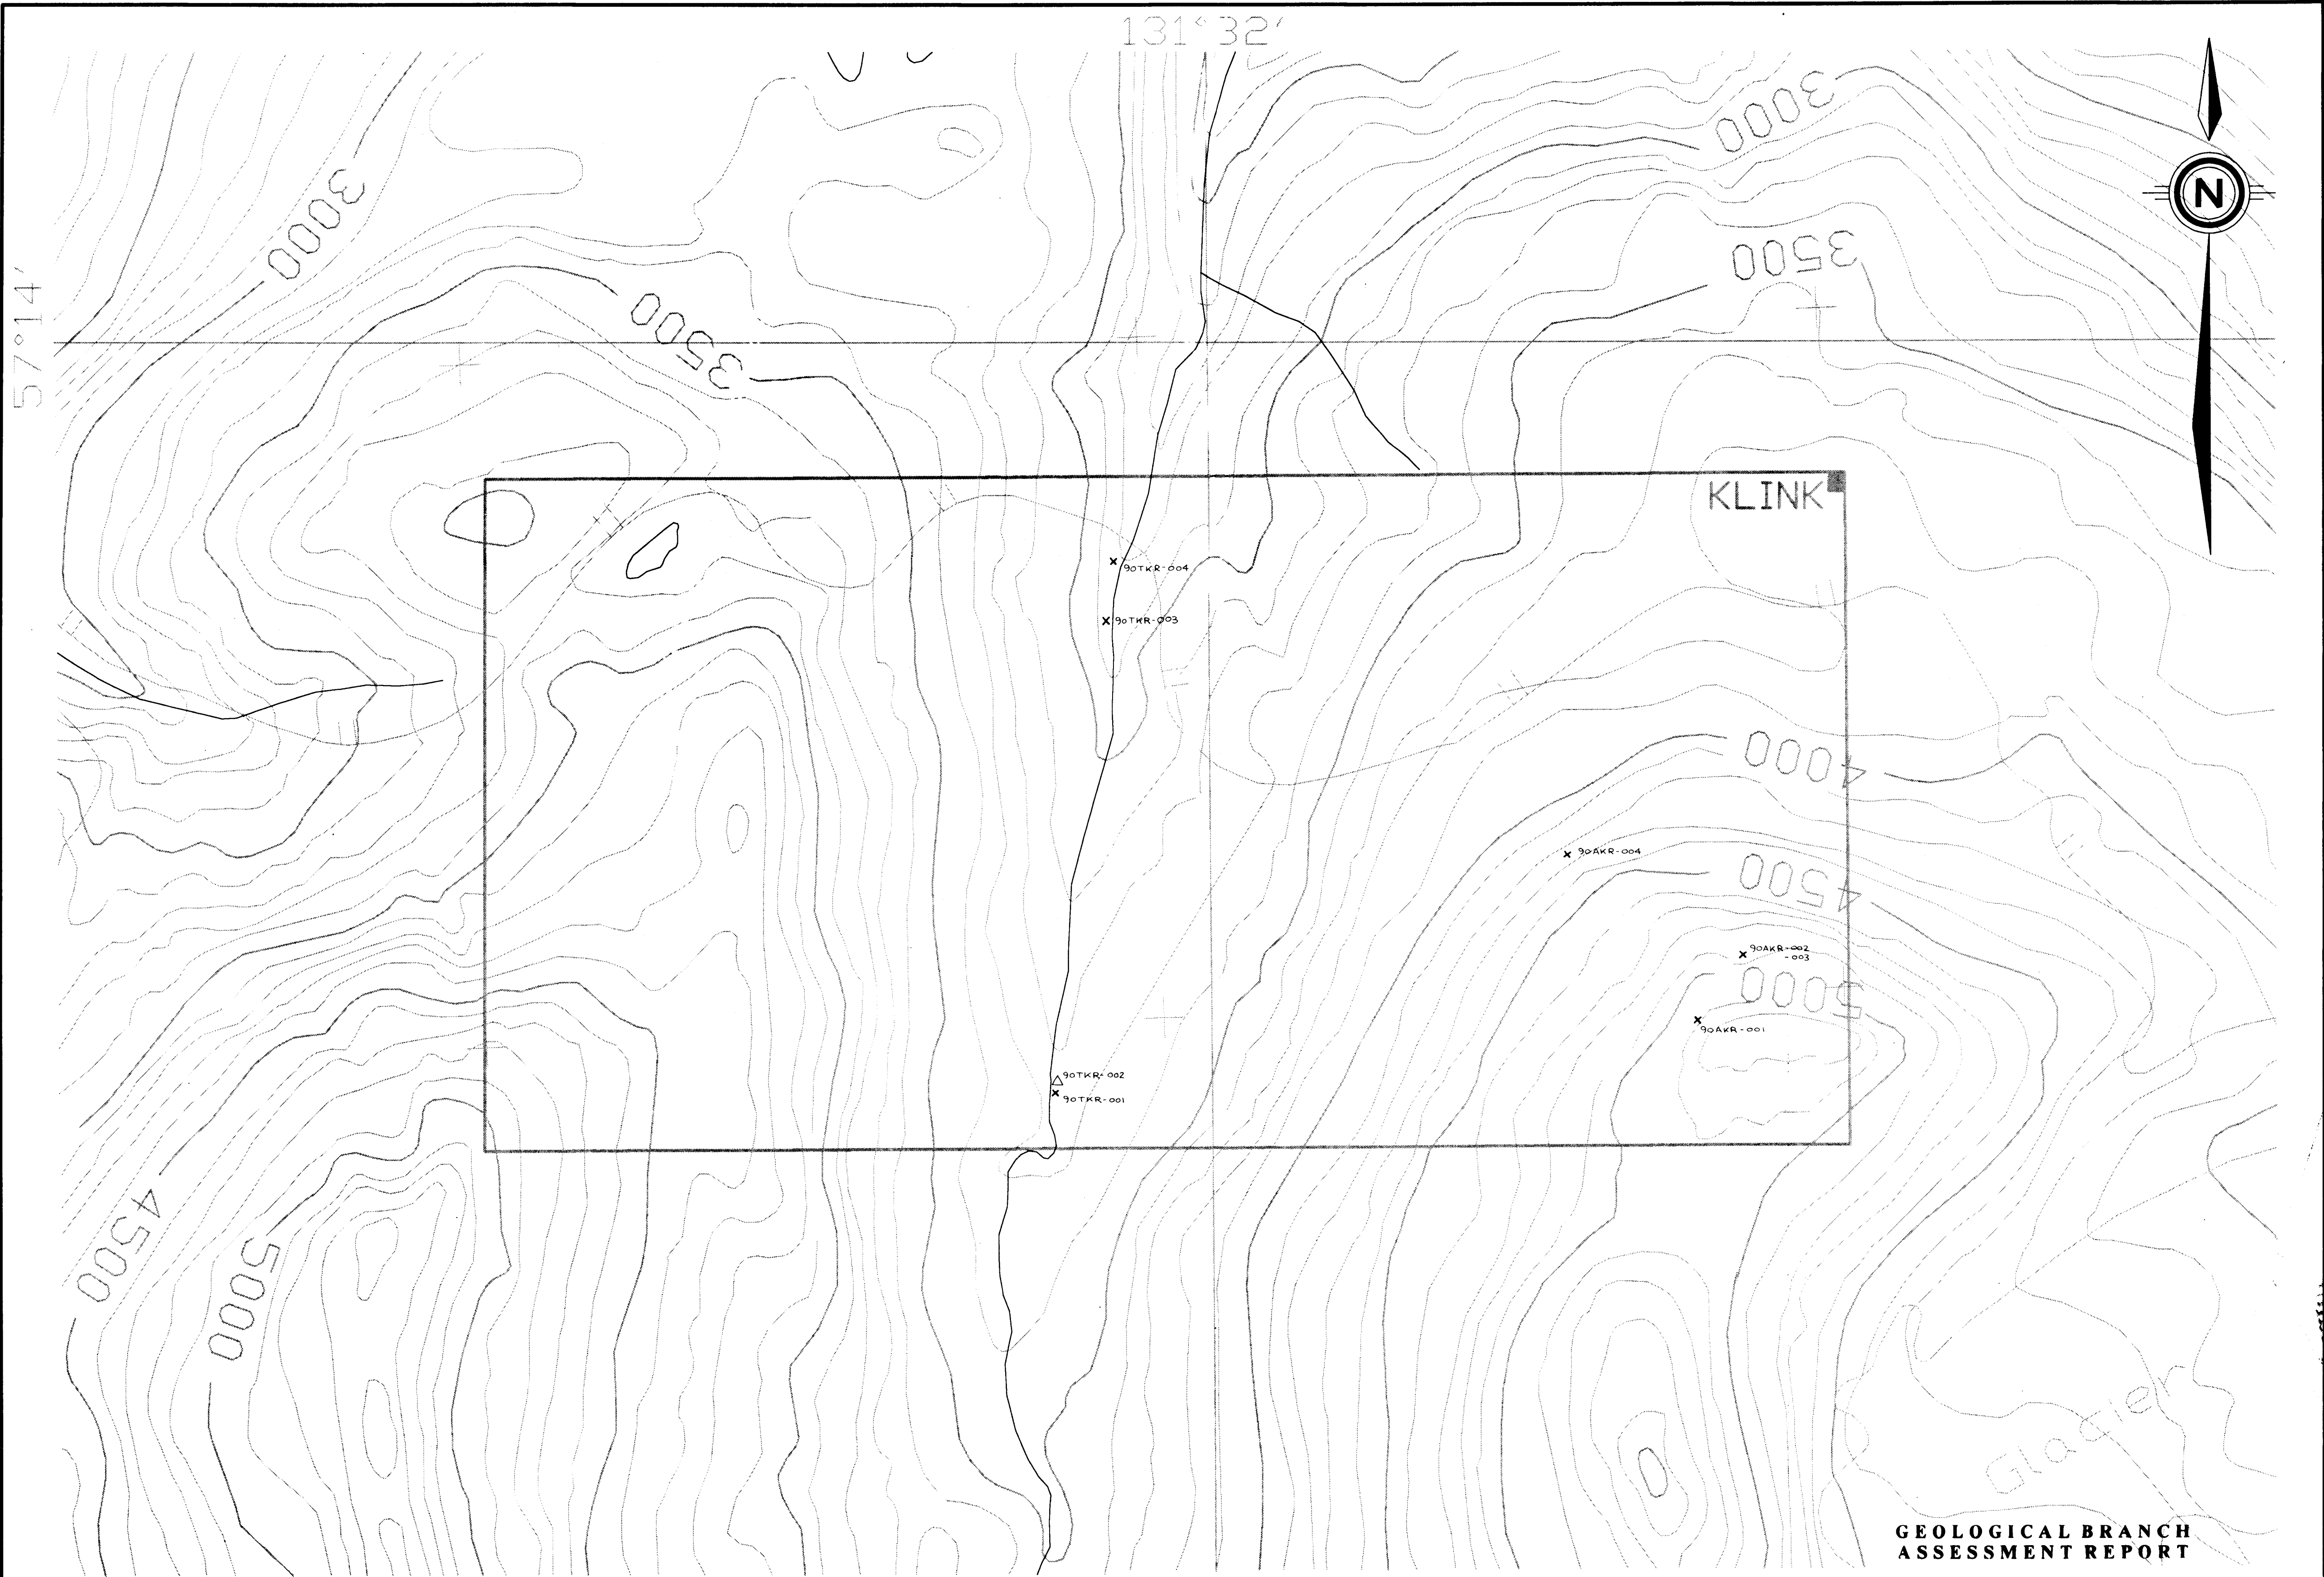 131°32'
57°14'
N
3000
3000
3500
3500
KLINK
90TKR-004
90TKR-003
4000
90AKR-004
4500
90AKR-002
-003
5000
90AKR-001
90TKR-002
90TKR-001
4500
5000
Glacier
GEOLOGICAL BRANCH
ASSESSMENT REPORT